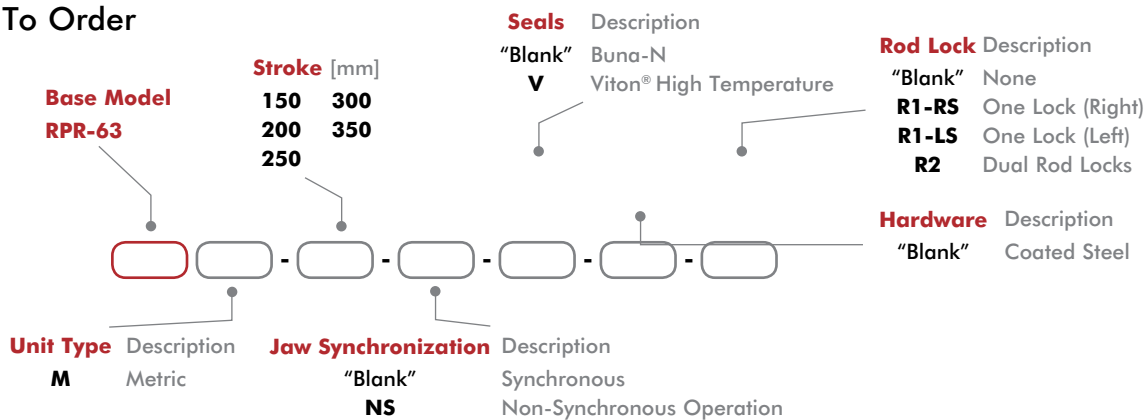 To Order
Seals Description
"Blank" Buna-N
V Viton® High Temperature
Rod Lock Description
"Blank" None
R1-RS One Lock (Right)
R1-LS One Lock (Left)
R2 Dual Rod Locks
Stroke [mm]
150 300
200 350
250
Base Model
RPR-63
Hardware Description
"Blank" Coated Steel
- - - - -
Unit Type Description
M Metric
Jaw Synchronization Description
"Blank" Synchronous
NS Non-Synchronous Operation